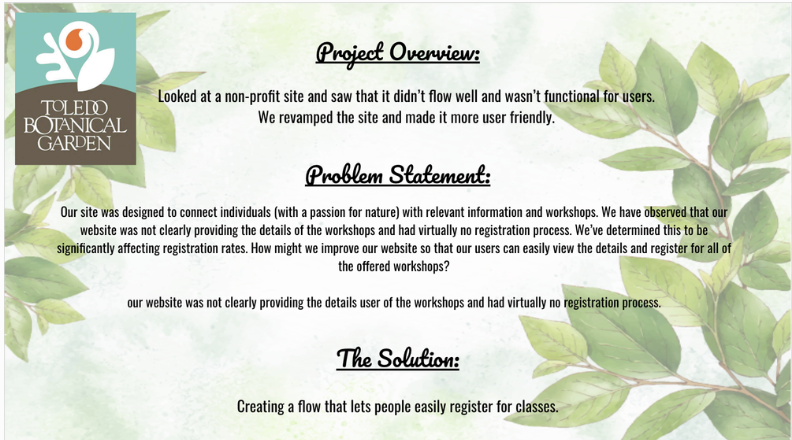 TOLEDO
BOTANICAL
GARDEN
Project Overview:
Looked at a non-profit site and saw that it didn't flow well and wasn't functional for users.
We revamped the site and made it more user friendly.
Problem Statement:
Our site was designed to connect individuals (with a passion for nature) with relevant information and workshops. We have observed that our
website was not clearly providing the details of the workshops and had virtually no registration process. We've determined this to be
significantly affecting registration rates. How might we improve our website so that our users can easily view the details and register for all of
the offered workshops?
our website was not clearly providing the details user of the workshops and had virtually no registration process.
The Solution:
Creating a flow that lets people easily register for classes.